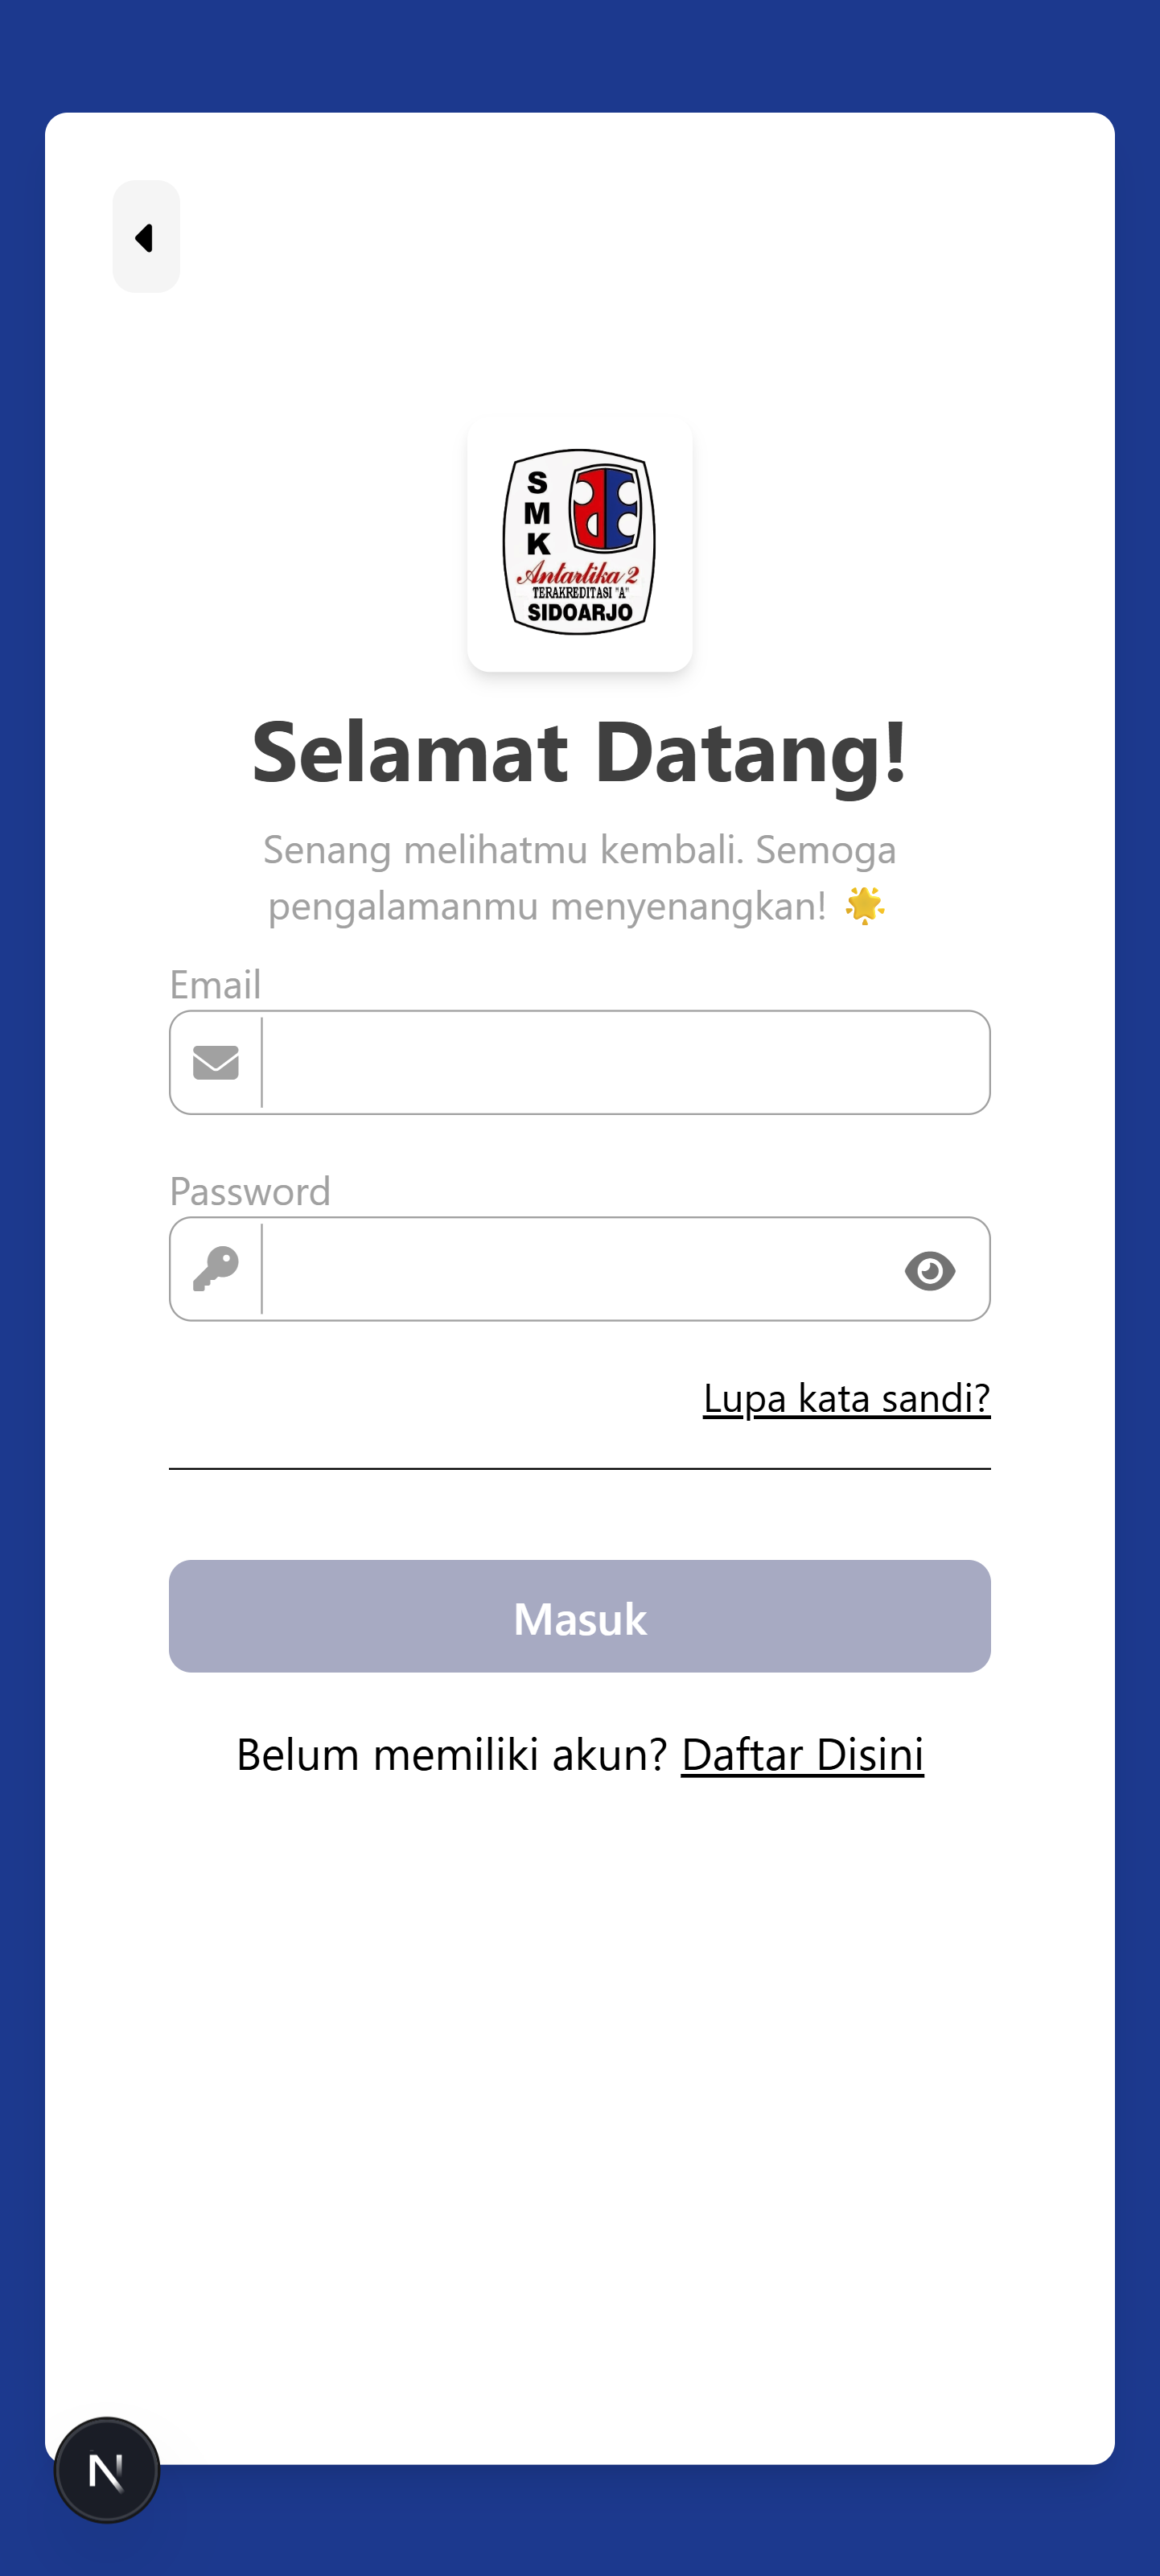 S
M
K
Antartika 2
TERAKREDITASI "A"
SIDOARJO
Selamat Datang!
Senang melihatmu kembali. Semoga
pengalamanmu menyenangkan! 🌟
Email
Password
Lupa kata sandi?
Masuk
Belum memiliki akun? Daftar Disini
N